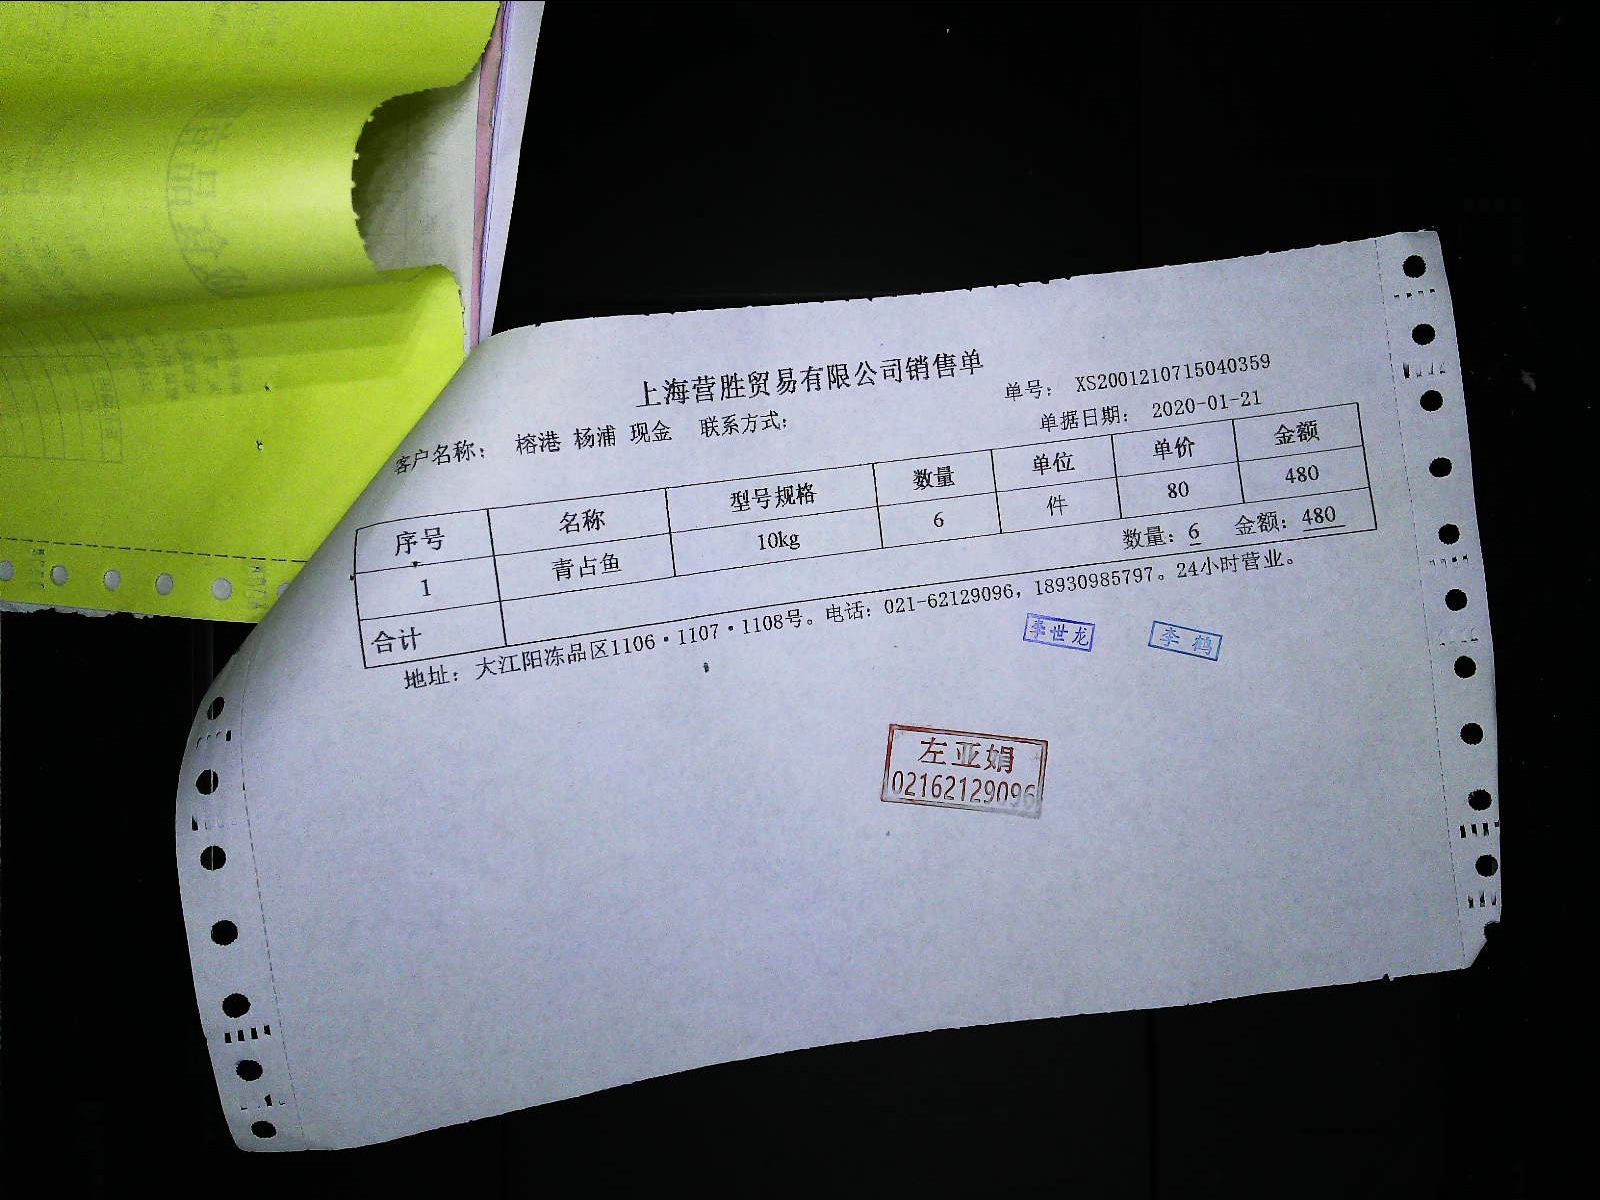 上海营胜贸易有限公司销售单
单号： XS2001210715040359
客户名称： 榕港 杨浦 现金 联系方式：
单据日期： 2020-01-21
序号 名称 型号规格 数量 单位 单价 金额
1 青占鱼 10kg 6 件 80 480
合计 数量：6 金额：480
地址：大江阳冻品区1106·1107·1108号。电话：021-62129096，18930985797。24小时营业。
李世龙 李鹤
左亚娟
02162129096